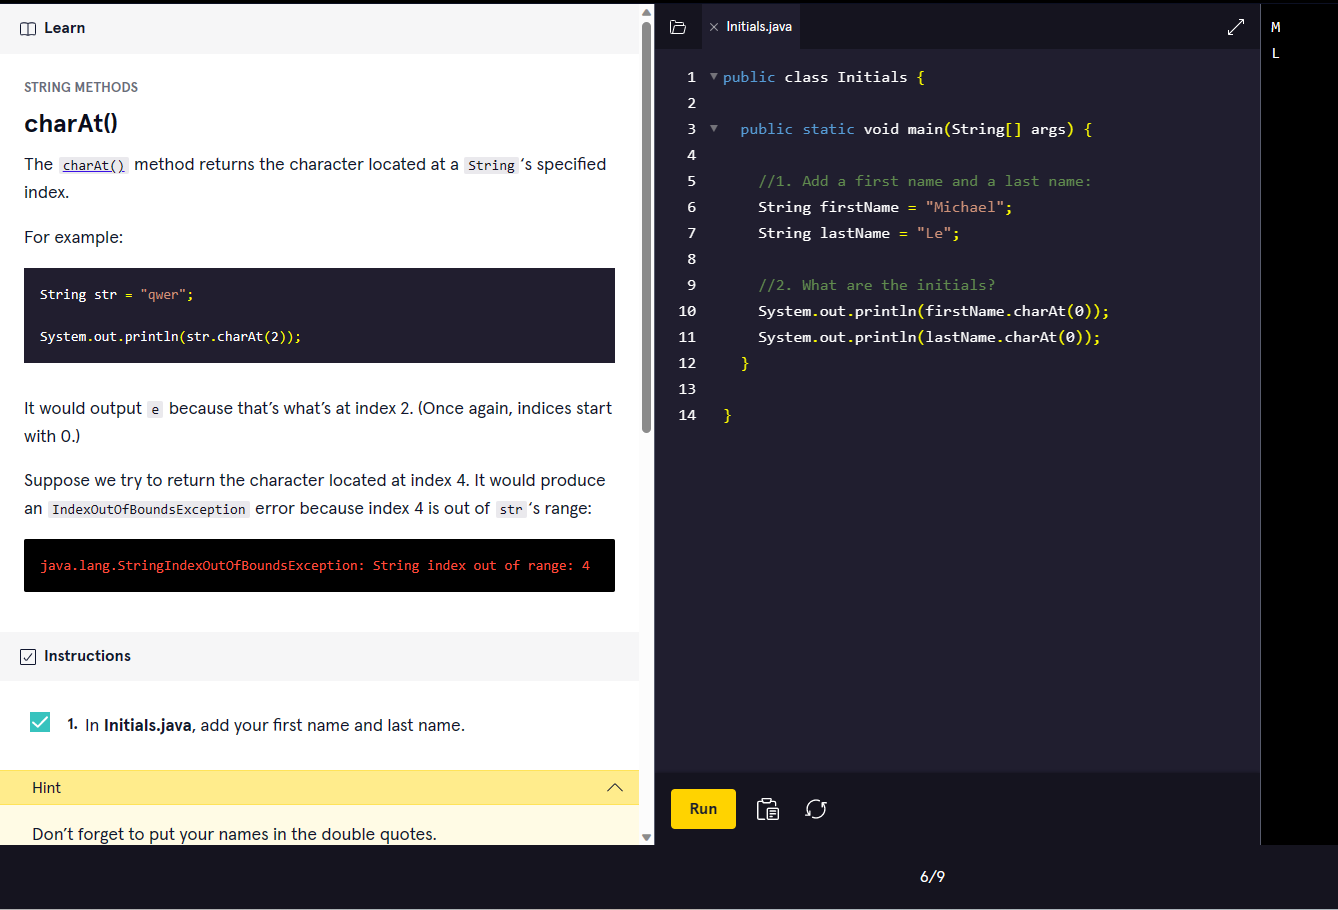 Learn
STRING METHODS
charAt()
The charAt() method returns the character located at a String‘s specified
index.
For example:
String str = "qwer";
System.out.println(str.charAt(2));
It would output e because that’s what’s at index 2. (Once again, indices start
with 0.)
Suppose we try to return the character located at index 4. It would produce
an IndexOutOfBoundsException error because index 4 is out of str‘s range:
java.lang.StringIndexOutOfBoundsException: String index out of range: 4
Instructions
1. In Initials.java, add your first name and last name.
Hint
Don’t forget to put your names in the double quotes.
Initials.java
1 public class Initials {
2
3 public static void main(String[] args) {
4
5 //1. Add a first name and a last name:
6 String firstName = "Michael";
7 String lastName = "Le";
8
9 //2. What are the initials?
10 System.out.println(firstName.charAt(0));
11 System.out.println(lastName.charAt(0));
12 }
13
14 }
Run
M
L
6/9